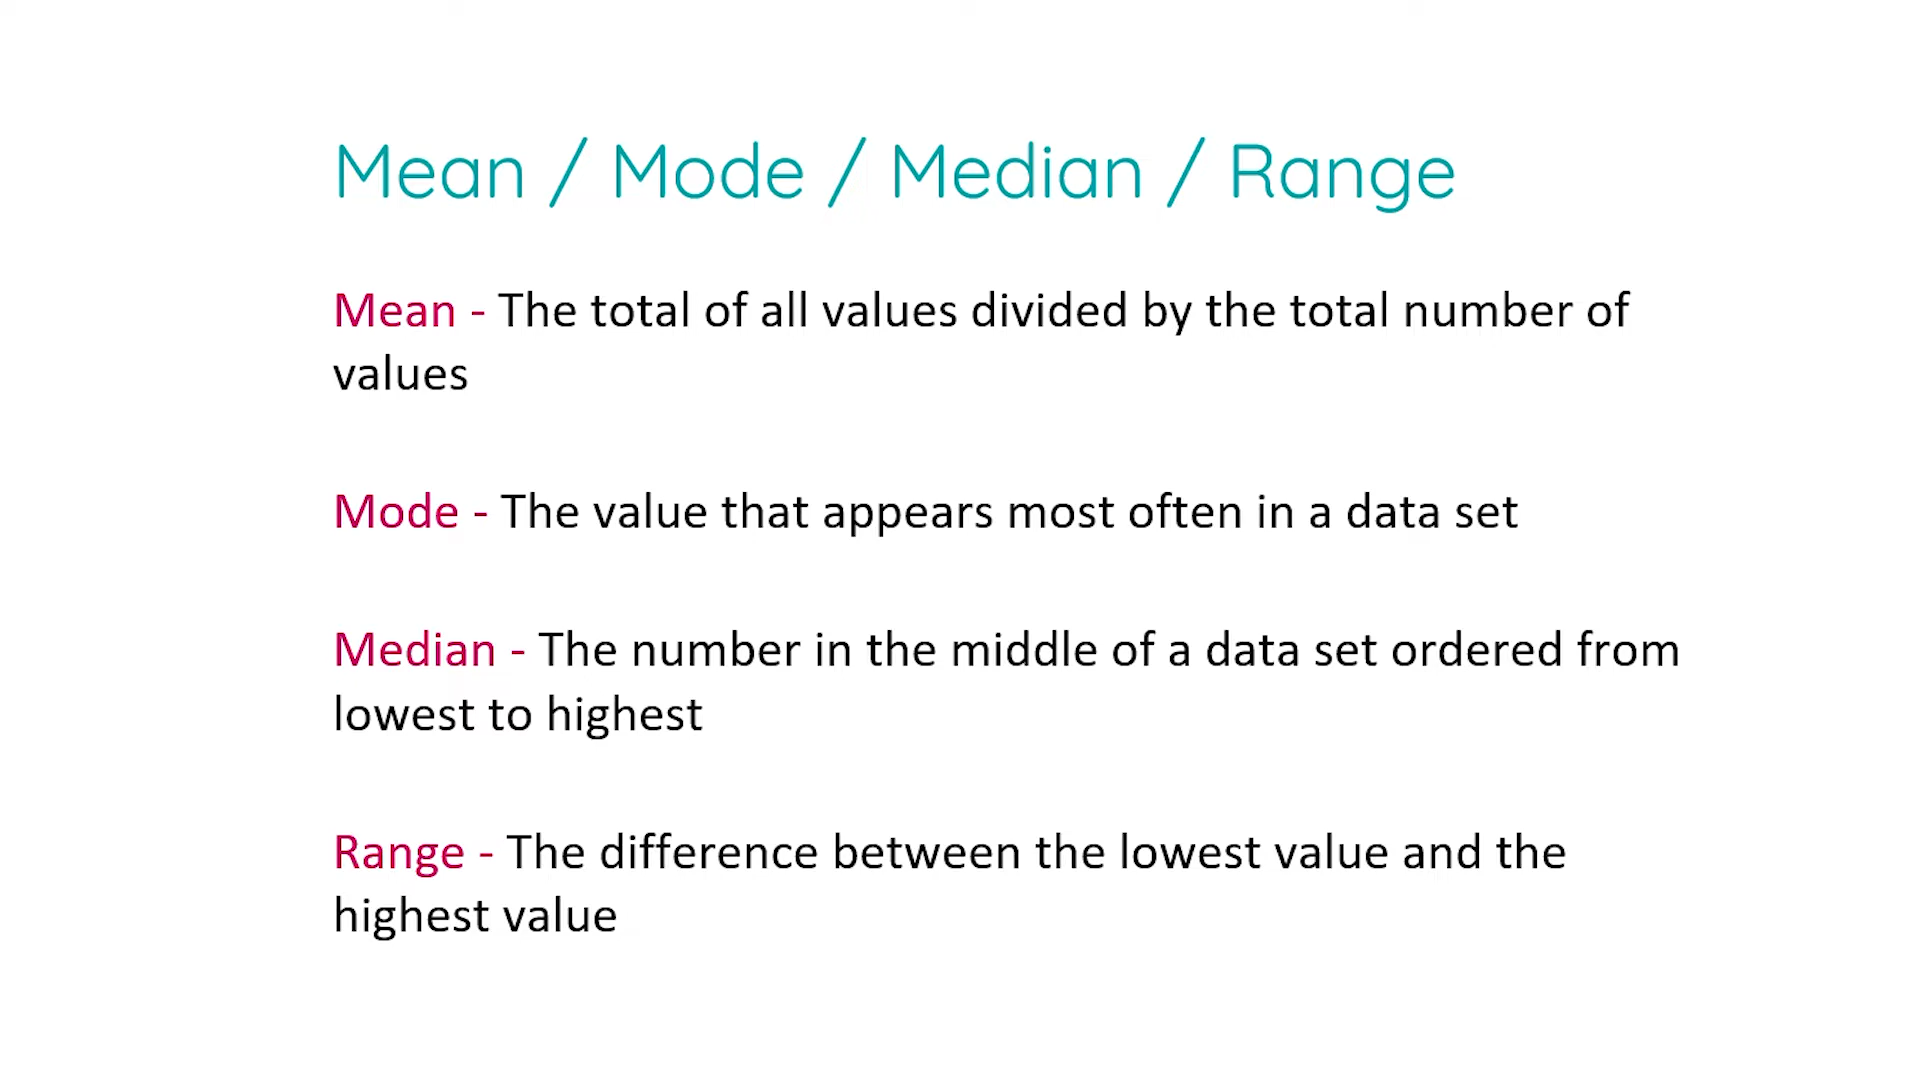 Mean / Mode / Median / Range
Mean - The total of all values divided by the total number of
values
Mode - The value that appears most often in a data set
Median - The number in the middle of a data set ordered from
lowest to highest
Range - The difference between the lowest value and the
highest value